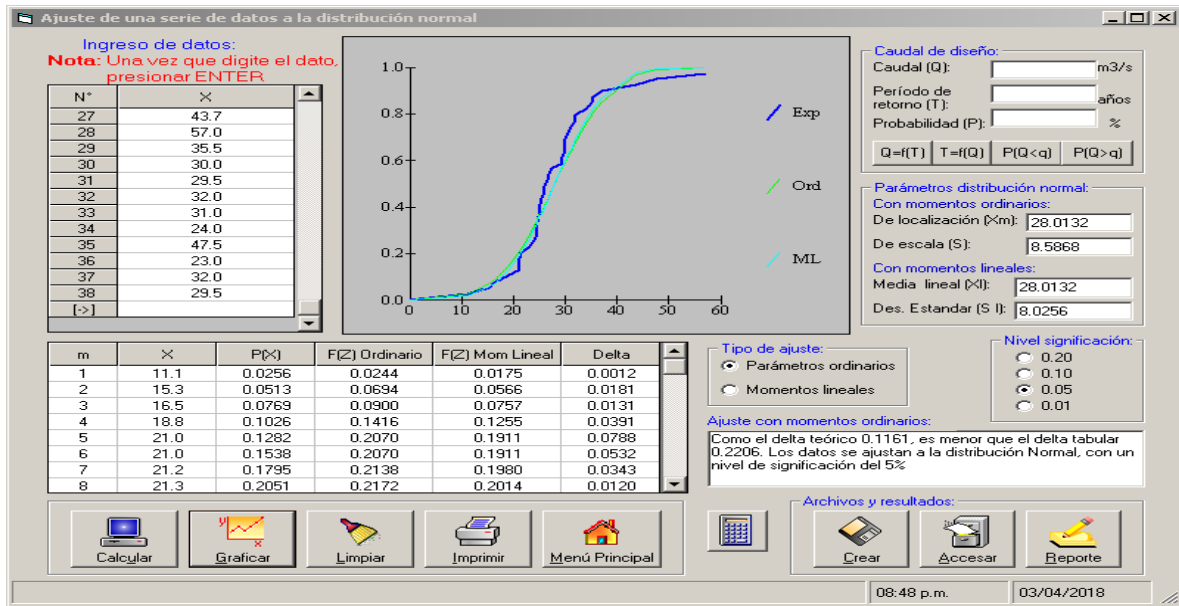 Ajuste de una serie de datos a la distribución normal
Ingreso de datos:
Nota: Una vez que digite el dato,
presionar ENTER
N° X
27 43.7
28 57.0
29 35.5
30 30.0
31 29.5
32 32.0
33 31.0
34 24.0
35 47.5
36 23.0
37 32.0
38 29.5
[->]
1.0
0.8
0.6
0.4
0.2
0.0
0 10 20 30 40 50 60
Exp
Ord
ML
Caudal de diseño:
Caudal (Q): m3/s
Período de
retorno (T): años
Probabilidad (P): %
Q=f(T) T=f(Q) P(Q<q) P(Q>q)
Parámetros distribución normal:
Con momentos ordinarios:
De localización (Xm): 28.0132
De escala (S): 8.5868
Con momentos lineales:
Media lineal (Xl): 28.0132
Des. Estandar (S l): 8.0256
m X P(X) F(Z) Ordinario F(Z) Mom Lineal Delta
1 11.1 0.0256 0.0244 0.0175 0.0012
2 15.3 0.0513 0.0694 0.0566 0.0181
3 16.5 0.0769 0.0900 0.0757 0.0131
4 18.8 0.1026 0.1416 0.1255 0.0391
5 21.0 0.1282 0.2070 0.1911 0.0788
6 21.0 0.1538 0.2070 0.1911 0.0532
7 21.2 0.1795 0.2138 0.1980 0.0343
8 21.3 0.2051 0.2172 0.2014 0.0120
Tipo de ajuste:
Parámetros ordinarios
Momentos lineales
Nivel significación:
0.20
0.10
0.05
0.01
Ajuste con momentos ordinarios:
Como el delta teórico 0.1161, es menor que el delta tabular
0.2206. Los datos se ajustan a la distribución Normal, con un
nivel de significación del 5%
Calcular Graficar Limpiar Imprimir Menú Principal
Archivos y resultados:
Crear Accesar Reporte
08:48 p.m. 03/04/2018